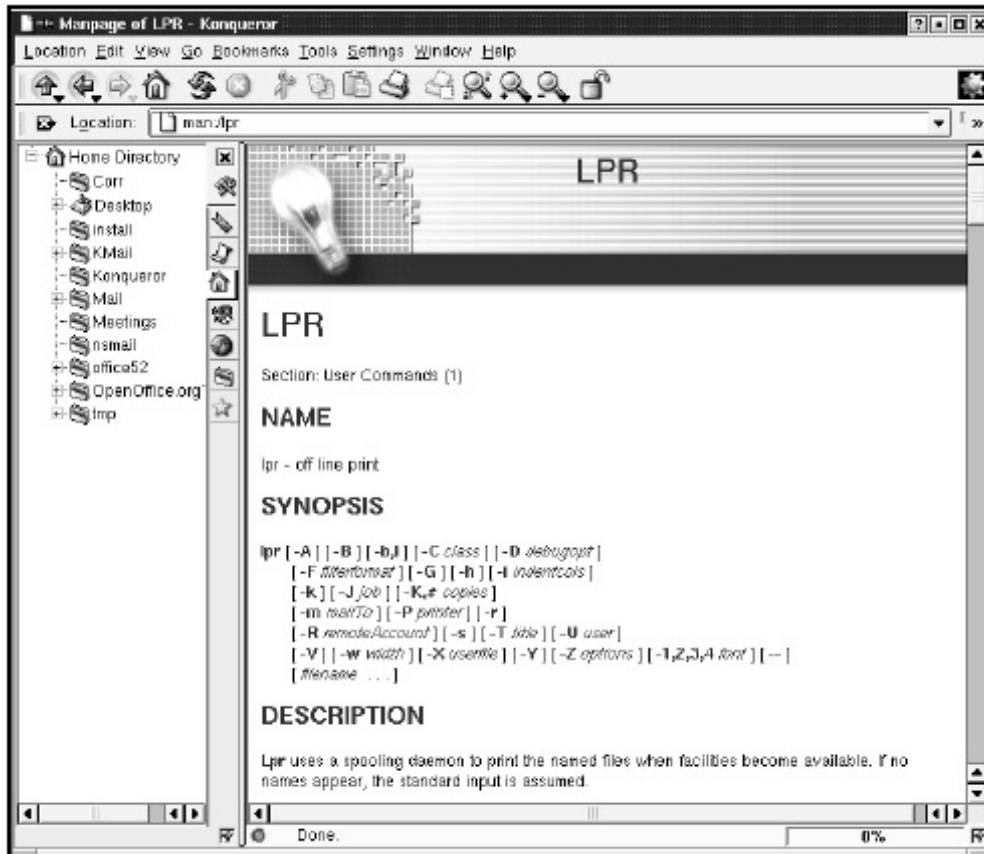 Manpage of LPR - Konqueror
Location Edit View Go Bookmarks Tools Settings Window Help
Location: man:/lpr
Home Directory
Corr
Desktop
install
KMail
Konqueror
Mail
Meetings
nsmail
office52
OpenOffice.org
tmp
LPR
LPR
Section: User Commands (1)
NAME
lpr - off line print
SYNOPSIS
lpr [ -A ] [ -B ] [ -b,l ] [ -C class ] [ -D debugopt ]
[ -F filterformat ] [ -G ] [ -h ] [ -i indentcols ]
[ -k ] [ -J job ] [ -K,# copies ]
[ -m mailTo ] [ -P printer ] [ -r ]
[ -R remoteAccount ] [ -s ] [ -T title ] [ -U user ]
[ -V ] [ -w width ] [ -X userfile ] [ -Y ] [ -Z options ] [ -1,2,3,4 font ] [ -- ]
[ filename ... ]
DESCRIPTION
Lpr uses a spooling daemon to print the named files when facilities become available. If no
names appear, the standard input is assumed.
Done.
0%